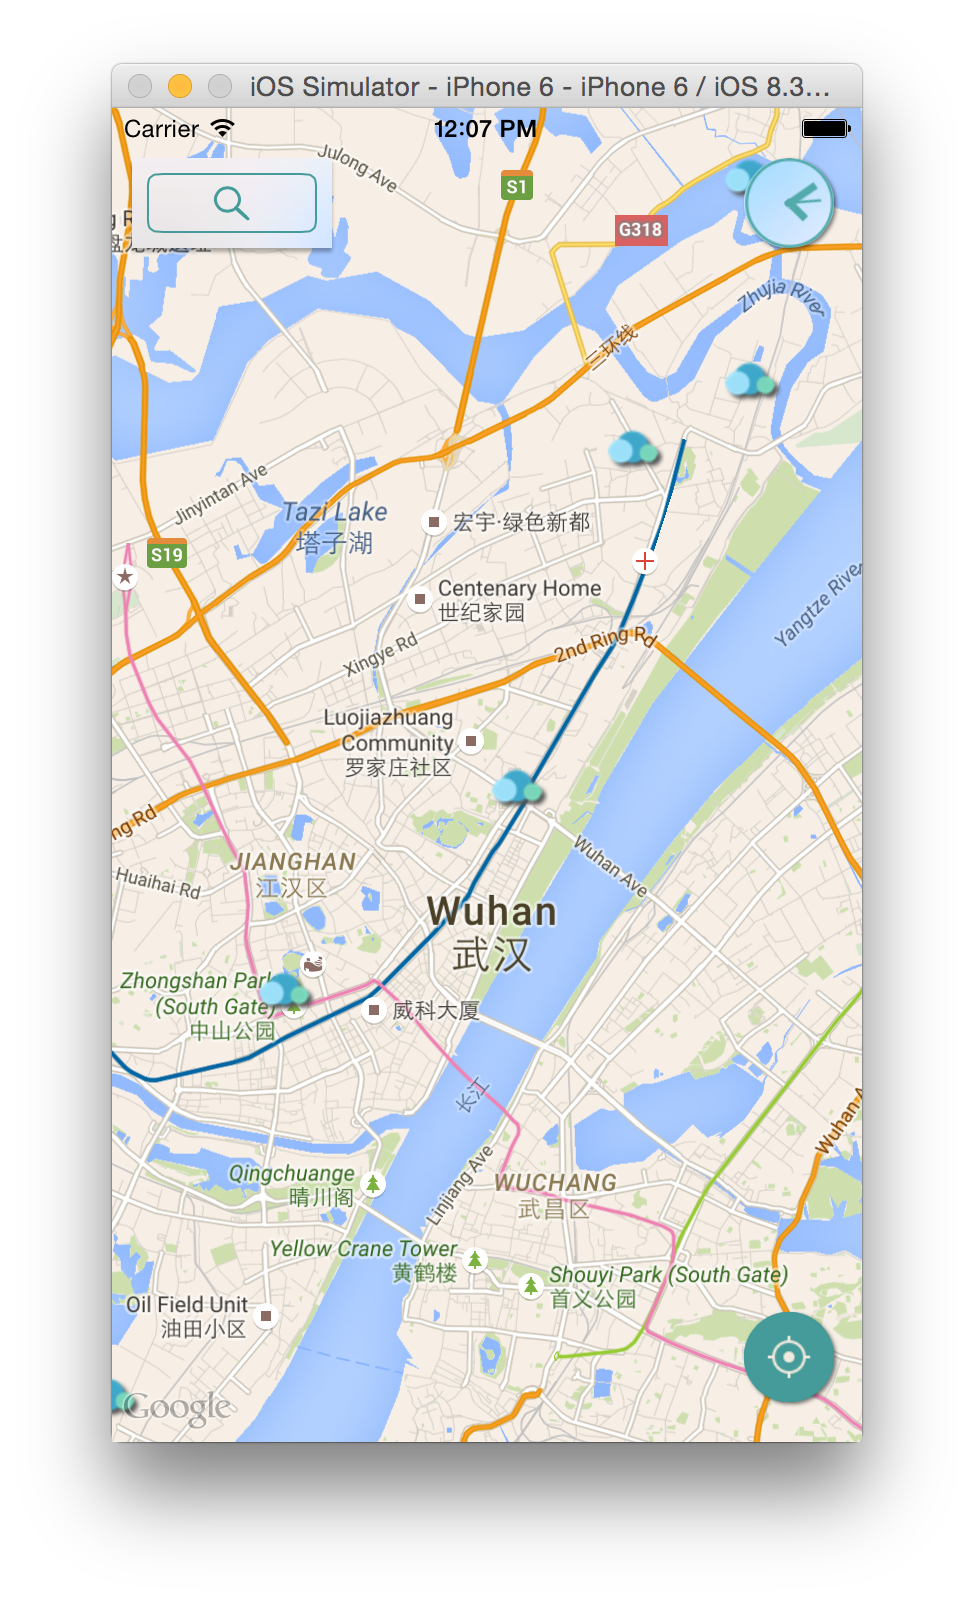 iOS Simulator - iPhone 6 - iPhone 6 / iOS 8.3...
Carrier
12:07 PM
Julong Ave
S1
G318
Zhujia River
三环线
Jinyintan Ave
Tazi Lake
塔子湖
宏宇·绿色新都
S19
Centenary Home
世纪家园
Yangtze River
Xingye Rd
2nd Ring Rd
Luojiazhuang
Community
罗家庄社区
ng Rd
Wuhan Ave
JIANGHAN
江汉区
Huaihai Rd
Wuhan
武汉
Zhongshan Park
(South Gate)
中山公园
威科大厦
长江
Wuhan A
Qingchuange
晴川阁
Linjiang Ave
WUCHANG
武昌区
Yellow Crane Tower
黄鹤楼
Shouyi Park (South Gate)
首义公园
Oil Field Unit
油田小区
Google